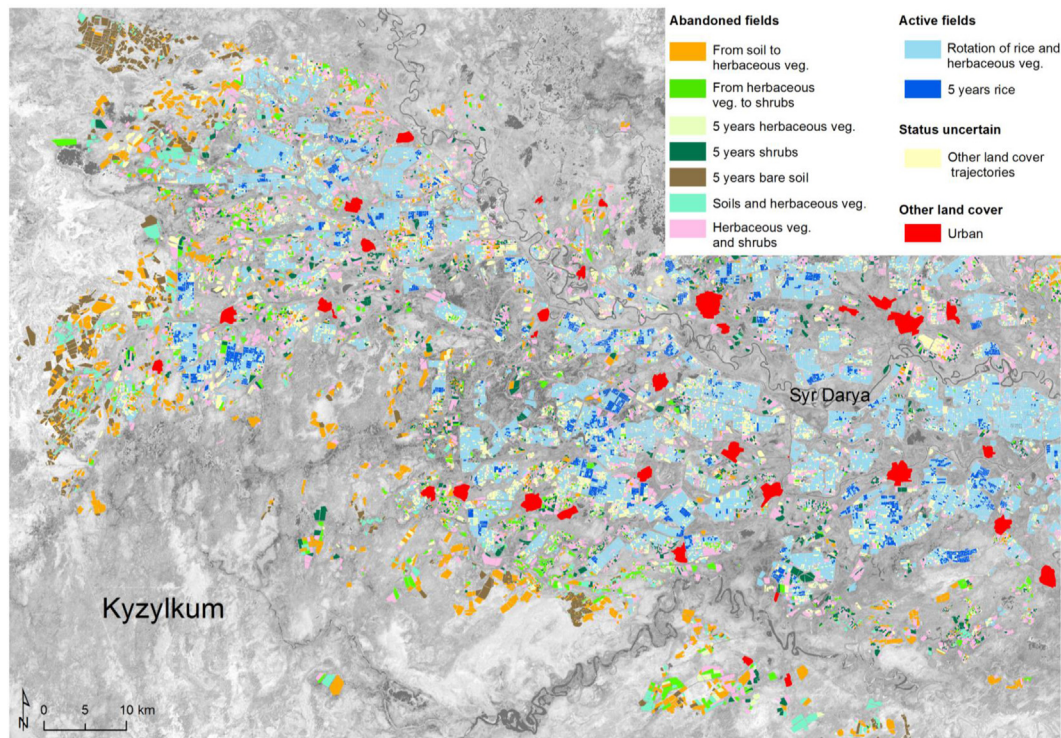 Abandoned fields
From soil to
herbaceous veg.
From herbaceous
veg. to shrubs
5 years herbaceous veg.
5 years shrubs
5 years bare soil
Soils and herbaceous veg.
Herbaceous veg.
and shrubs
Active fields
Rotation of rice and
herbaceous veg.
5 years rice
Status uncertain
Other land cover
trajectories
Other land cover
Urban
Syr Darya
Kyzylkum
N
0 5 10 km